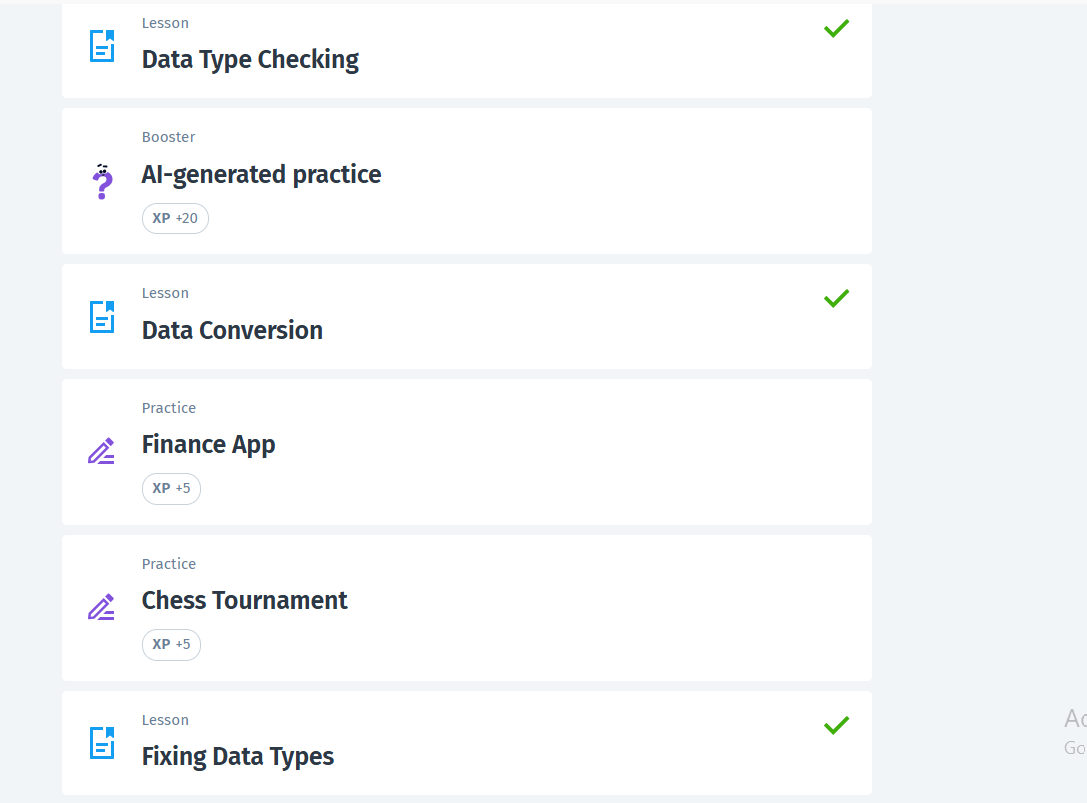 Lesson
Data Type Checking
Booster
AI-generated practice
XP +20
Lesson
Data Conversion
Practice
Finance App
XP +5
Practice
Chess Tournament
XP +5
Lesson
Fixing Data Types
Go